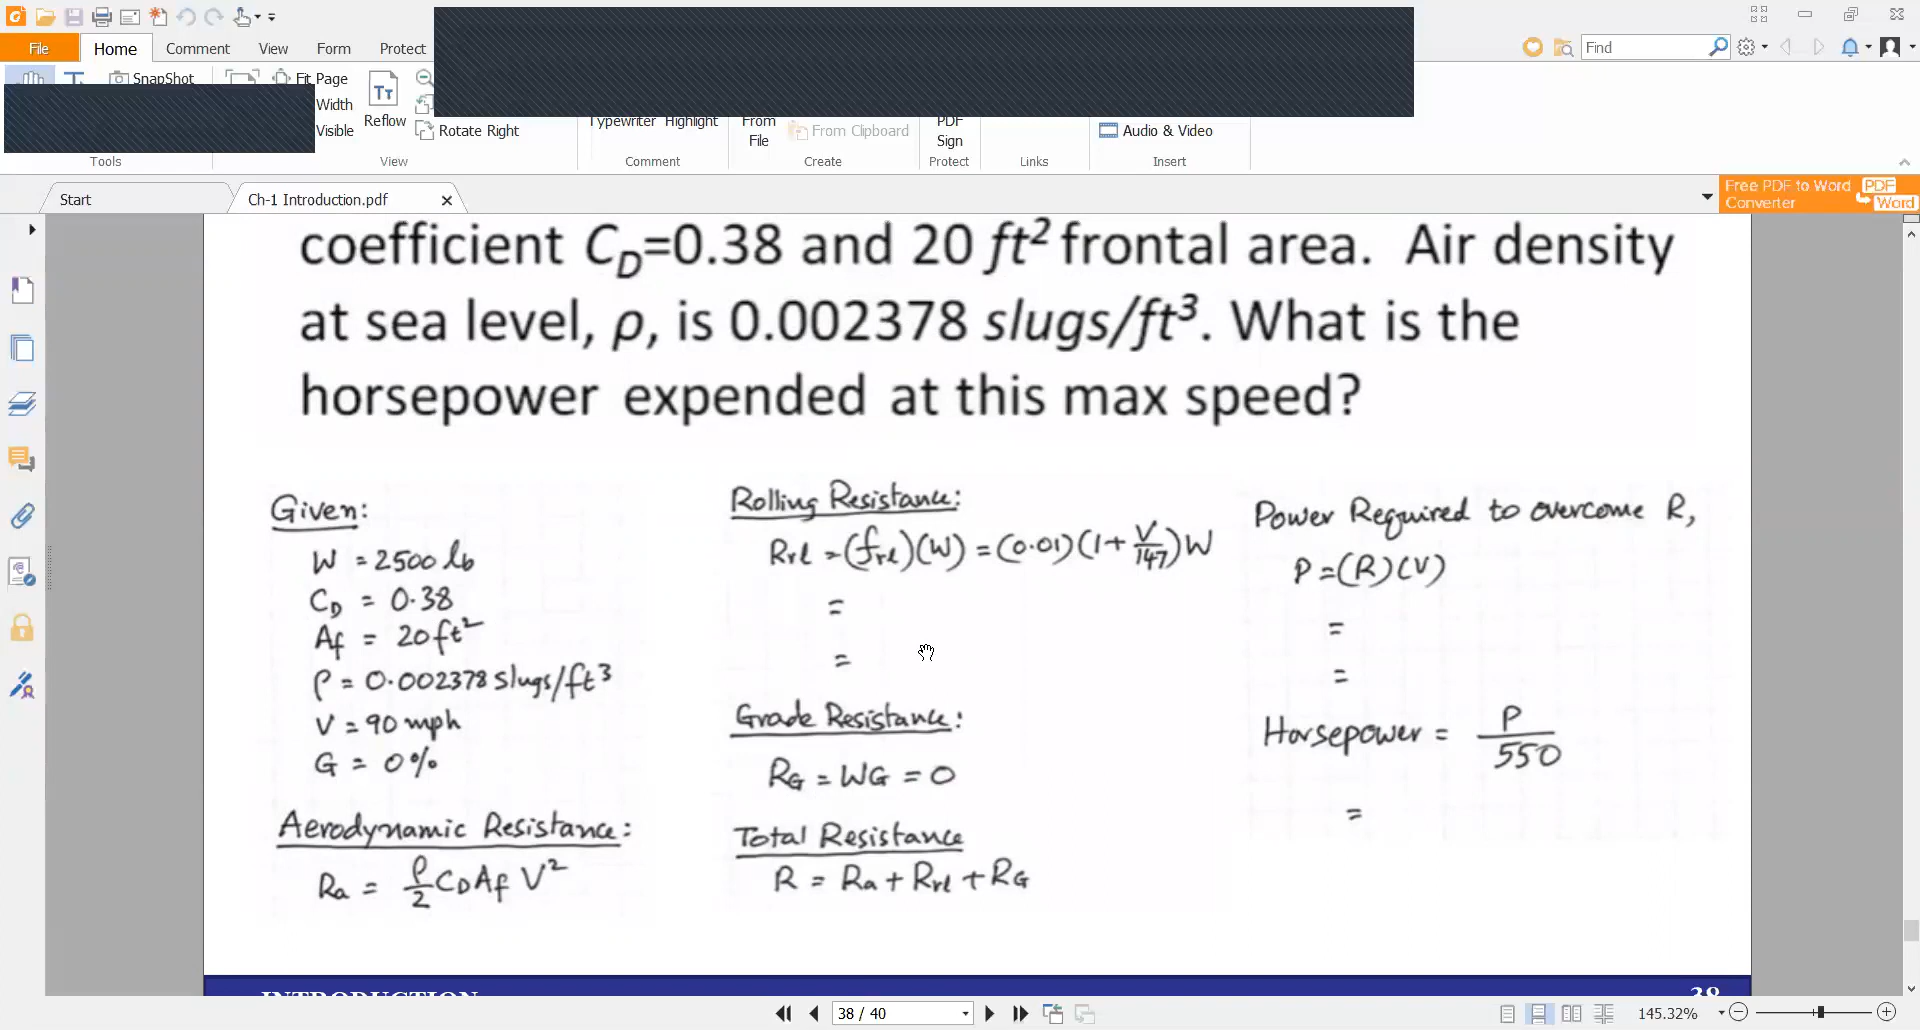 File
Home
Comment
View
Form
Protect
Find
SnapShot
Fit Page
Width
Visible
Reflow
Rotate Right
Typewriter
Highlight
From
File
From Clipboard
PDF
Sign
Audio & Video
Tools
View
Comment
Create
Protect
Links
Insert
Start
Ch-1 Introduction.pdf
Free PDF to Word
Converter
PDF
Word
coefficient C_D=0.38 and 20 ft² frontal area. Air density
at sea level, ρ, is 0.002378 slugs/ft³. What is the
horsepower expended at this max speed?
Given:
W = 2500 lb
C_D = 0.38
A_f = 20 ft²
ρ = 0.002378 slugs/ft³
V = 90 mph
G = 0%
Aerodynamic Resistance:
R_a = ρ/2 C_D A_f V²
Rolling Resistance:
R_rl = (f_rl)(W) = (0.01)(1 + V/147)W
=
=
Grade Resistance:
R_G = WG = 0
Total Resistance
R = R_a + R_rl + R_G
Power Required to overcome R,
P = (R)(V)
=
=
Horsepower = P/550
=
INTRODUCTION
38
38 / 40
145.32%